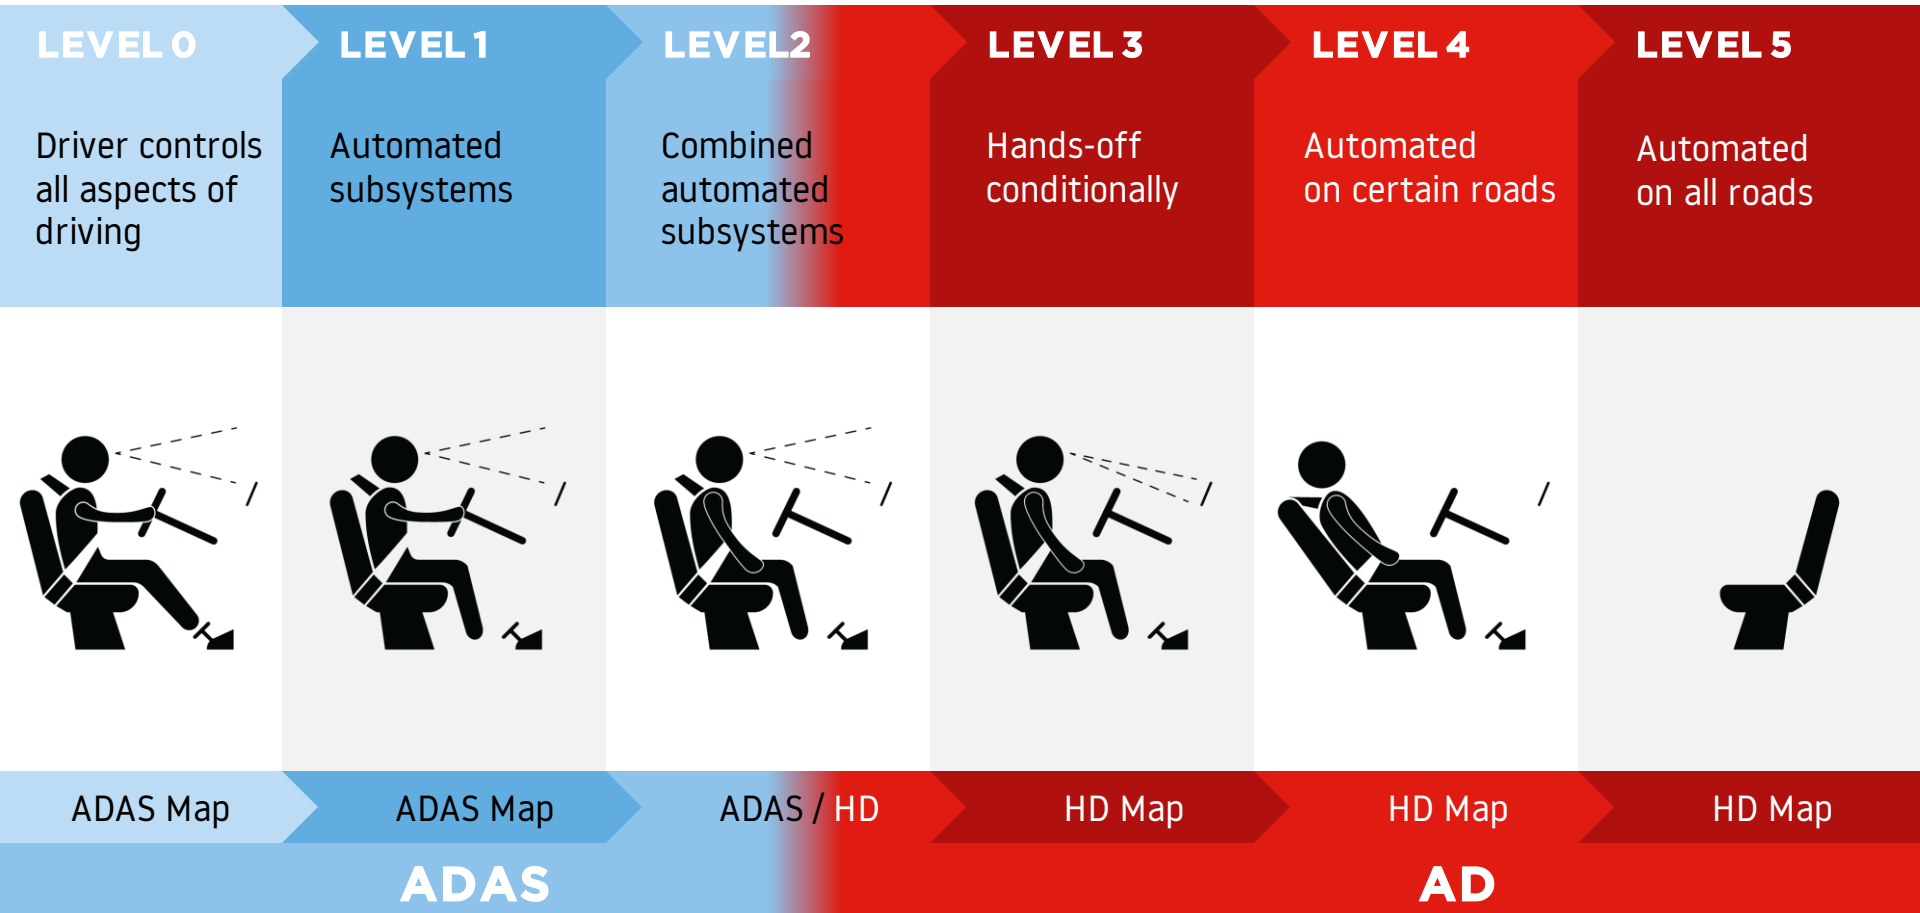 LEVEL 0
LEVEL 1
LEVEL2
LEVEL 3
LEVEL 4
LEVEL 5
Driver controls
all aspects of
driving
Automated
subsystems
Combined
automated
subsystems
Hands-off
conditionally
Automated
on certain roads
Automated
on all roads
ADAS Map
ADAS Map
ADAS / HD
HD Map
HD Map
HD Map
ADAS
AD